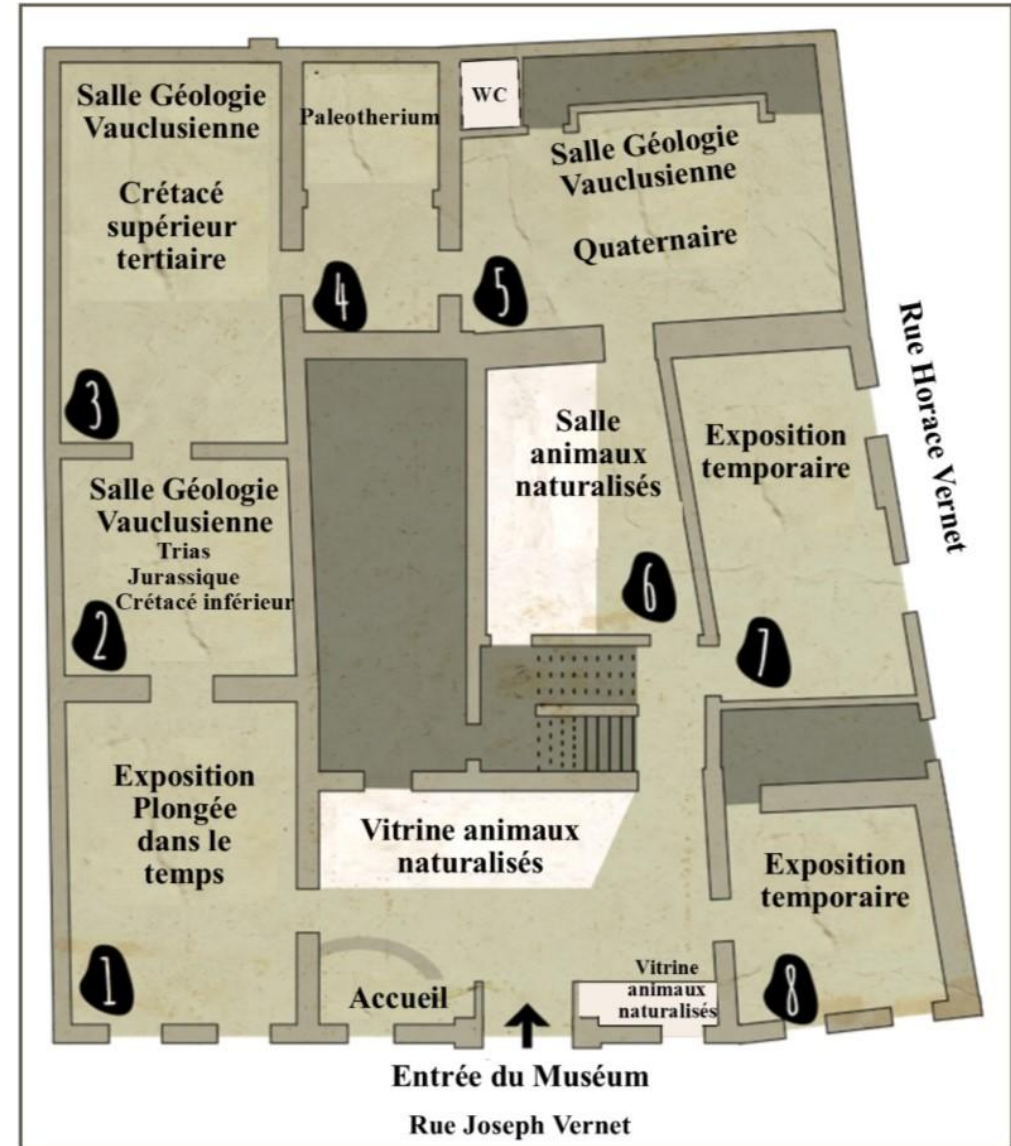 Salle Géologie
Vauclusienne
Crétacé
supérieur
tertiaire
3
Paleotherium
4
WC
Salle Géologie
Vauclusienne
Quaternaire
5
Salle Géologie
Vauclusienne
Trias
Jurassique
Crétacé inférieur
2
Salle
animaux
naturalisés
6
Exposition
temporaire
7
Rue Horace Vernet
Exposition
Plongée
dans le
temps
1
Vitrine animaux
naturalisés
Accueil
Vitrine
animaux
naturalisés
Exposition
temporaire
8
Entrée du Muséum
Rue Joseph Vernet